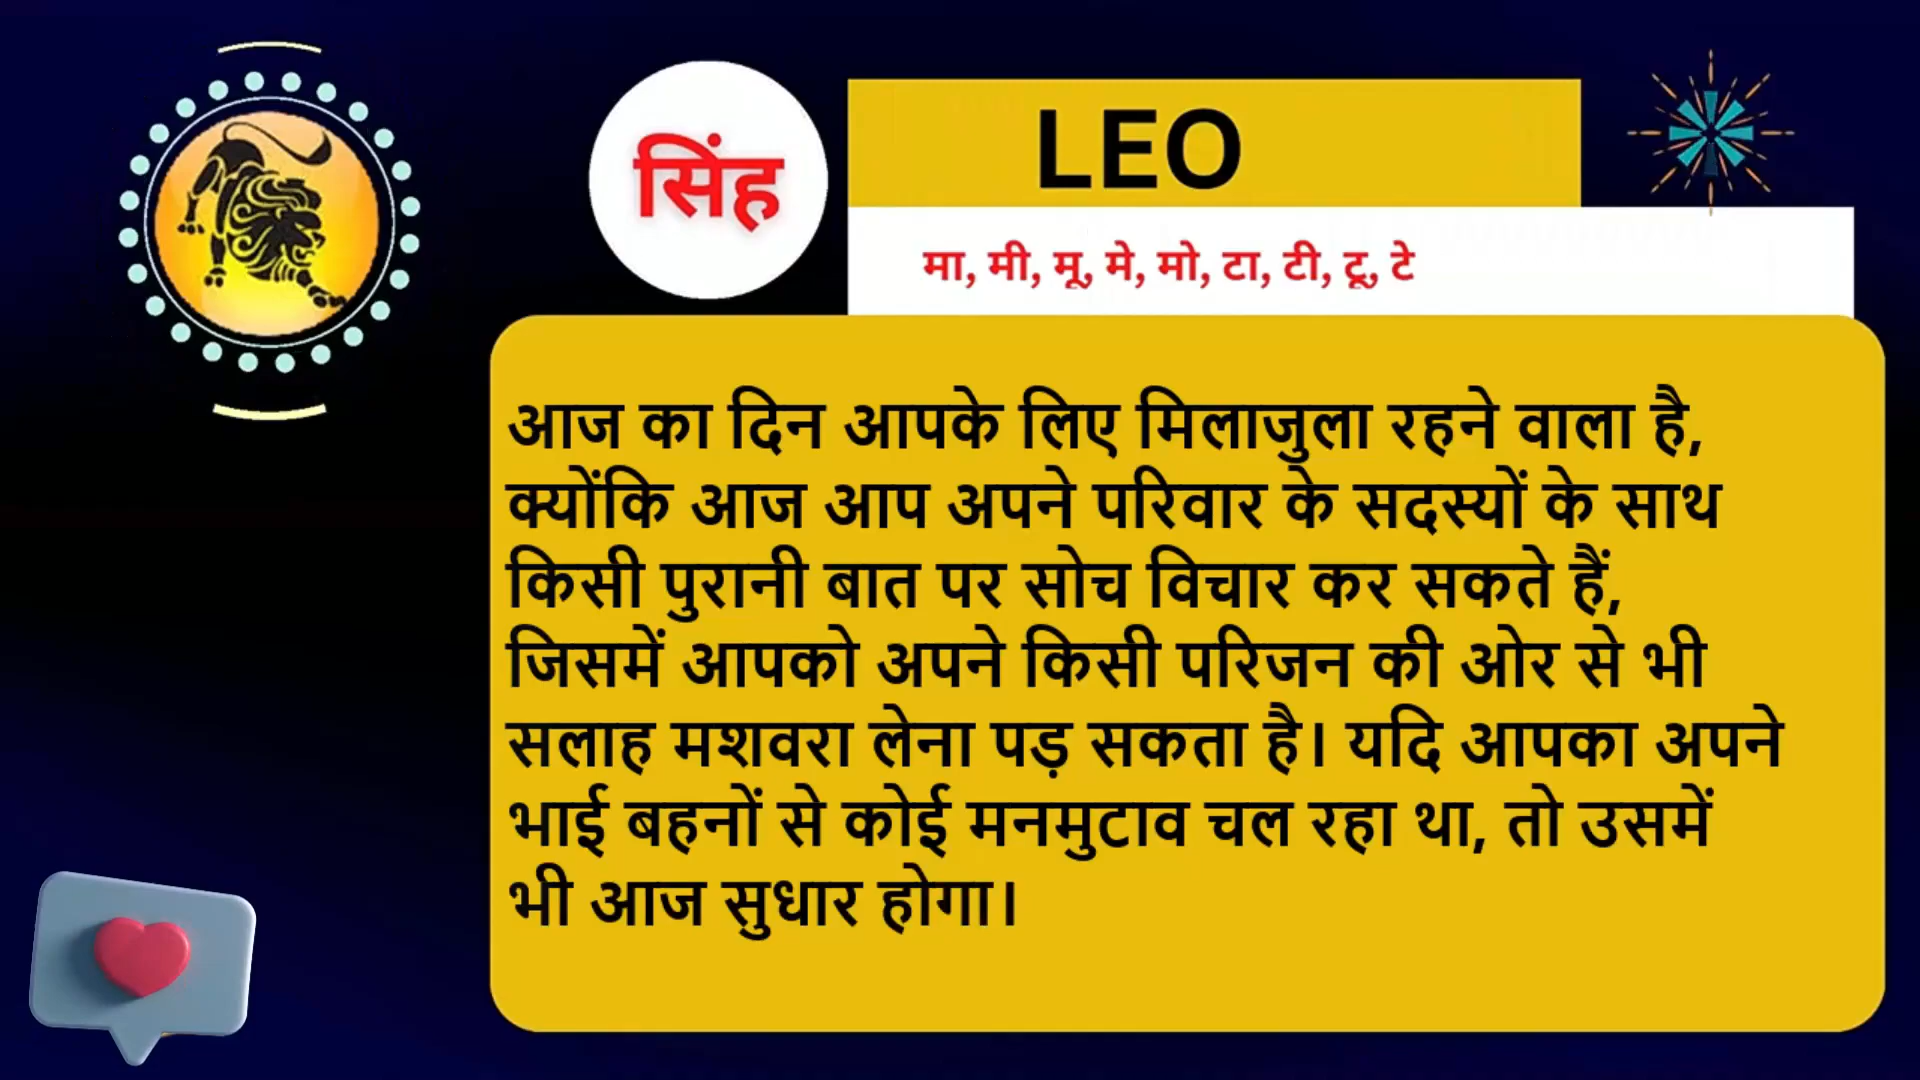 सिंह
LEO
मा, मी, मू, मे, मो, टा, टी, टू, टे
आज का दिन आपके लिए मिलाजुला रहने वाला है,
क्योंकि आज आप अपने परिवार के सदस्यों के साथ
किसी पुरानी बात पर सोच विचार कर सकते हैं,
जिसमें आपको अपने किसी परिजन की ओर से भी
सलाह मशवरा लेना पड़ सकता है। यदि आपका अपने
भाई बहनों से कोई मनमुटाव चल रहा था, तो उसमें
भी आज सुधार होगा।